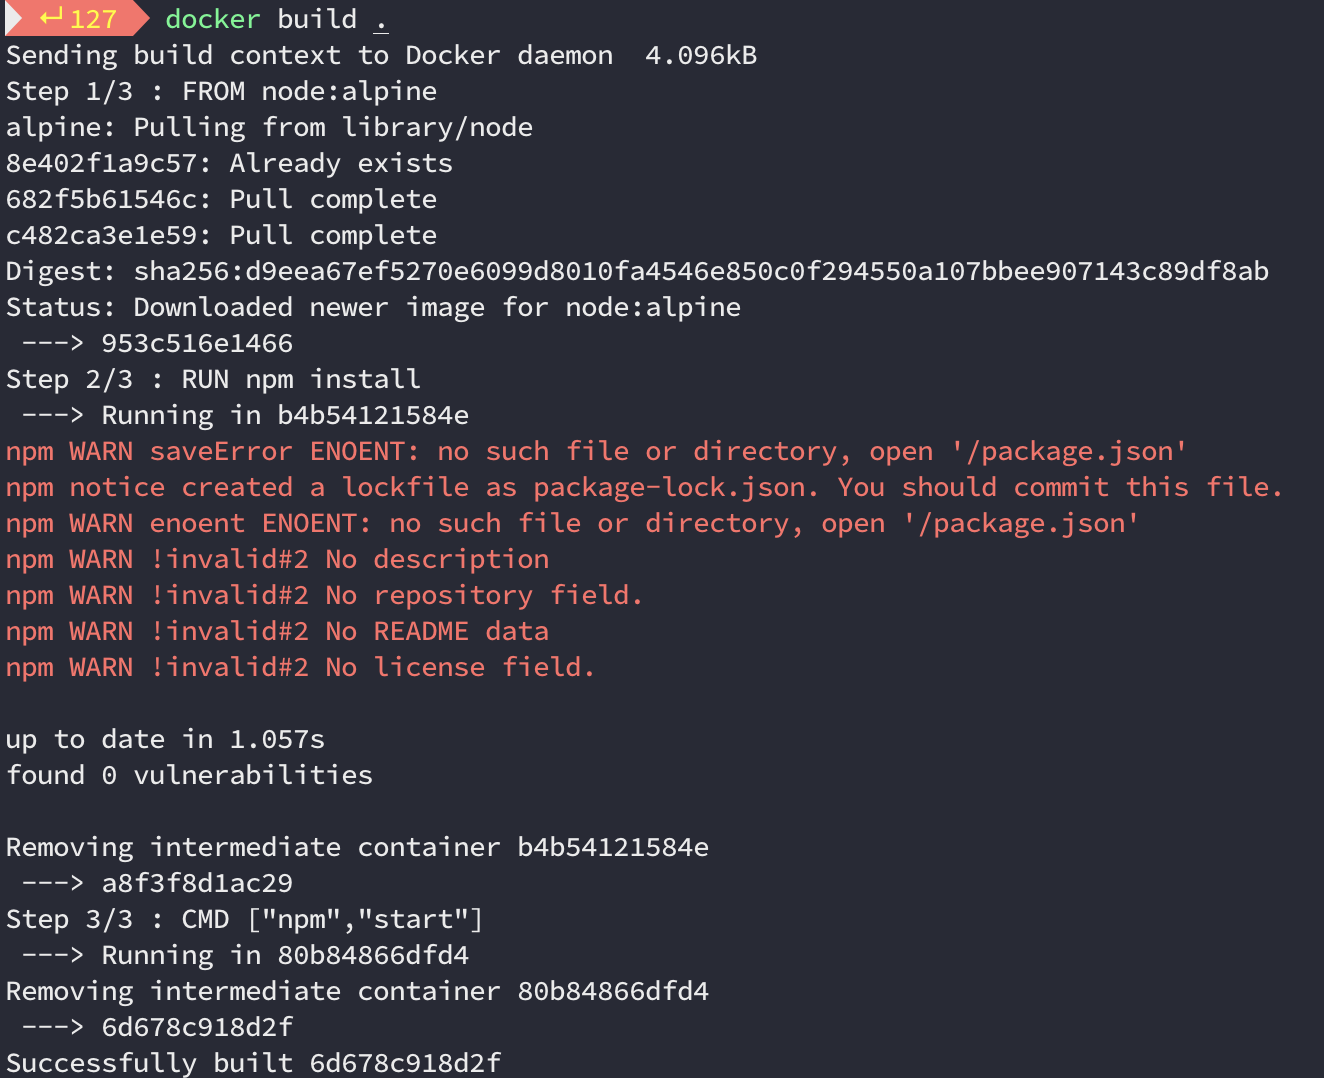 ↵127 docker build .
Sending build context to Docker daemon  4.096kB
Step 1/3 : FROM node:alpine
alpine: Pulling from library/node
8e402f1a9c57: Already exists
682f5b61546c: Pull complete
c482ca3e1e59: Pull complete
Digest: sha256:d9eea67ef5270e6099d8010fa4546e850c0f294550a107bbee907143c89df8ab
Status: Downloaded newer image for node:alpine
 ---> 953c516e1466
Step 2/3 : RUN npm install
 ---> Running in b4b54121584e
npm WARN saveError ENOENT: no such file or directory, open '/package.json'
npm notice created a lockfile as package-lock.json. You should commit this file.
npm WARN enoent ENOENT: no such file or directory, open '/package.json'
npm WARN !invalid#2 No description
npm WARN !invalid#2 No repository field.
npm WARN !invalid#2 No README data
npm WARN !invalid#2 No license field.
up to date in 1.057s
found 0 vulnerabilities
Removing intermediate container b4b54121584e
 ---> a8f3f8d1ac29
Step 3/3 : CMD ["npm","start"]
 ---> Running in 80b84866dfd4
Removing intermediate container 80b84866dfd4
 ---> 6d678c918d2f
Successfully built 6d678c918d2f